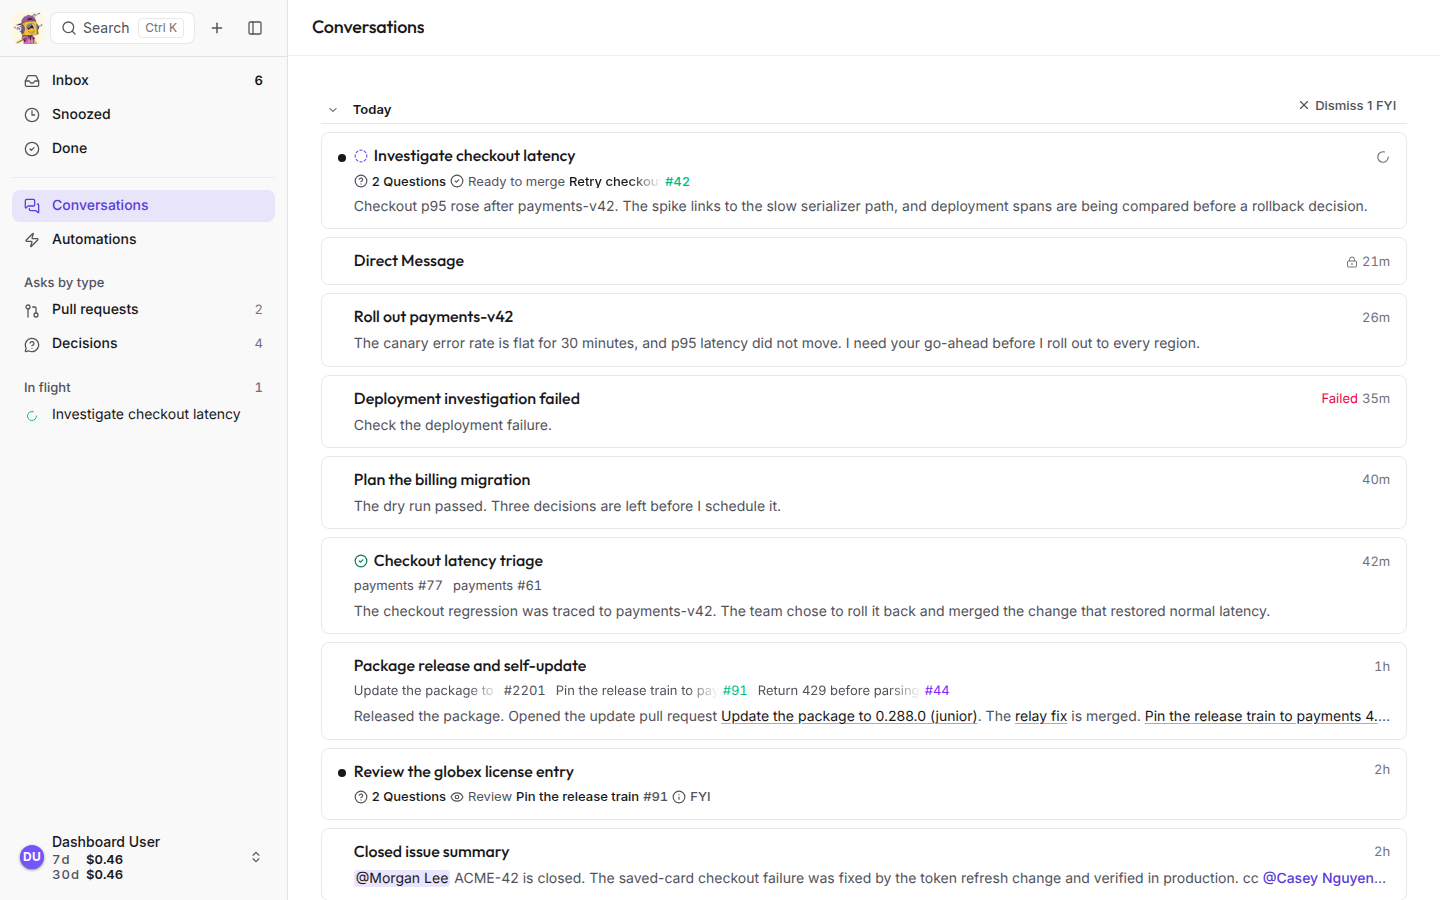 Search Ctrl K
Inbox 6
Snoozed
Done
Conversations
Automations
Asks by type
Pull requests 2
Decisions 4
In flight 1
Investigate checkout latency
DU Dashboard User
7d $0.46
30d $0.46
Conversations
Today Dismiss 1 FYI
Investigate checkout latency
2 Questions Ready to merge Retry checkou #42
Checkout p95 rose after payments-v42. The spike links to the slow serializer path, and deployment spans are being compared before a rollback decision.
Direct Message 21m
Roll out payments-v42 26m
The canary error rate is flat for 30 minutes, and p95 latency did not move. I need your go-ahead before I roll out to every region.
Deployment investigation failed Failed 35m
Check the deployment failure.
Plan the billing migration 40m
The dry run passed. Three decisions are left before I schedule it.
Checkout latency triage 42m
payments #77 payments #61
The checkout regression was traced to payments-v42. The team chose to roll it back and merged the change that restored normal latency.
Package release and self-update 1h
Update the package to #2201 Pin the release train to pay #91 Return 429 before parsing #44
Released the package. Opened the update pull request Update the package to 0.288.0 (junior). The relay fix is merged. Pin the release train to payments 4....
Review the globex license entry 2h
2 Questions Review Pin the release train #91 FYI
Closed issue summary 2h
@Morgan Lee ACME-42 is closed. The saved-card checkout failure was fixed by the token refresh change and verified in production. cc @Casey Nguyen...